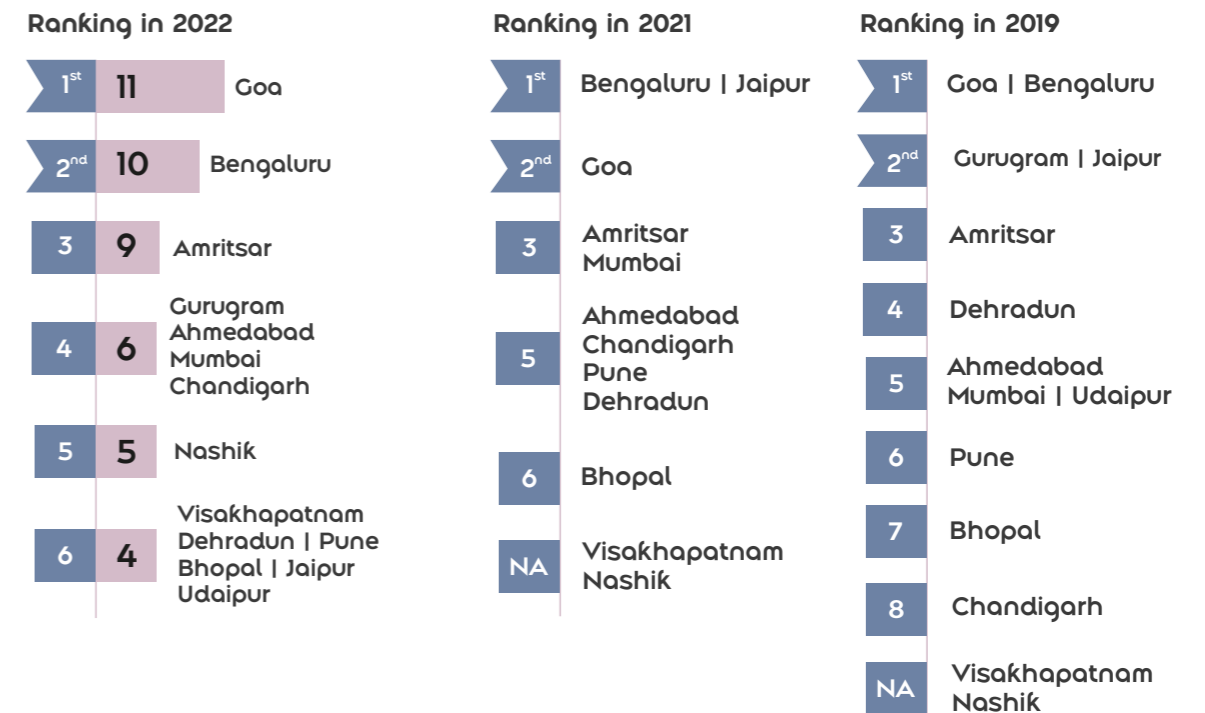 Ranking in 2022
1st 11 Goa
2nd 10 Bengaluru
3 9 Amritsar
4 6 Gurugram
Ahmedabad
Mumbai
Chandigarh
5 5 Nashik
6 4 Visakhapatnam
Dehradun | Pune
Bhopal | Jaipur
Udaipur
Ranking in 2021
1st Bengaluru | Jaipur
2nd Goa
3 Amritsar
Mumbai
5 Ahmedabad
Chandigarh
Pune
Dehradun
6 Bhopal
NA Visakhapatnam
Nashik
Ranking in 2019
1st Goa | Bengaluru
2nd Gurugram | Jaipur
3 Amritsar
4 Dehradun
5 Ahmedabad
Mumbai | Udaipur
6 Pune
7 Bhopal
8 Chandigarh
NA Visakhapatnam
Nashik